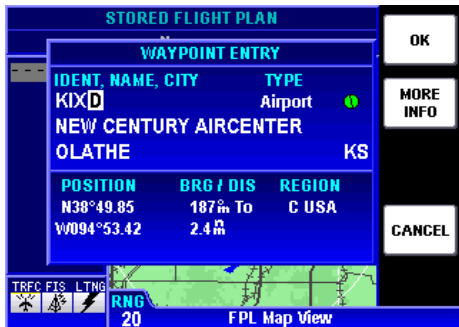 STORED FLIGHT PLAN
WAYPOINT ENTRY
IDENT, NAME, CITY TYPE
KIXD Airport
NEW CENTURY AIRCENTER
OLATHE KS
POSITION BRG / DIS REGION
N38°49.85 187°m To C USA
W094°53.42 2.4nm
OK
MORE
INFO
CANCEL
TRFC FIS LTNG
RNG
20 FPL Map View